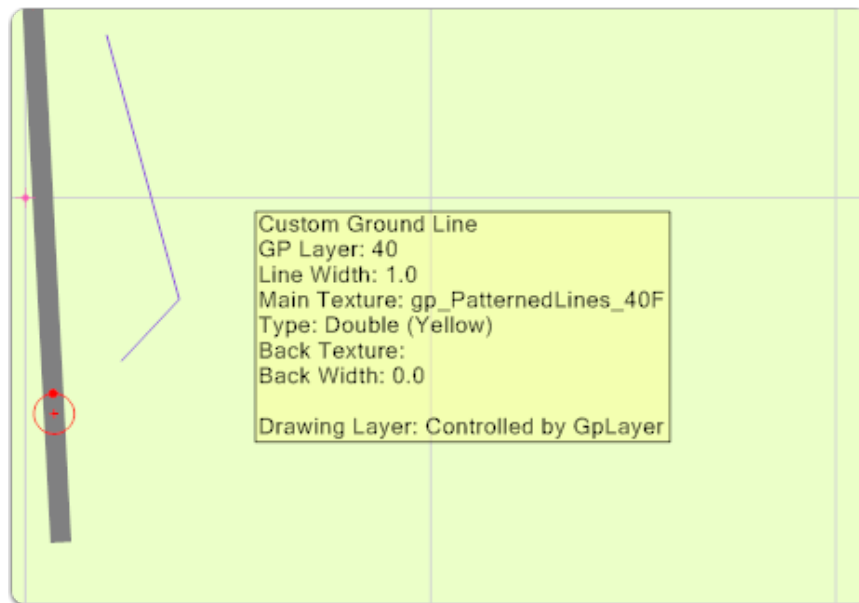 Custom Ground Line
GP Layer: 40
Line Width: 1.0
Main Texture: gp_PatternedLines_40F
Type: Double (Yellow)
Back Texture:
Back Width: 0.0
Drawing Layer: Controlled by GpLayer